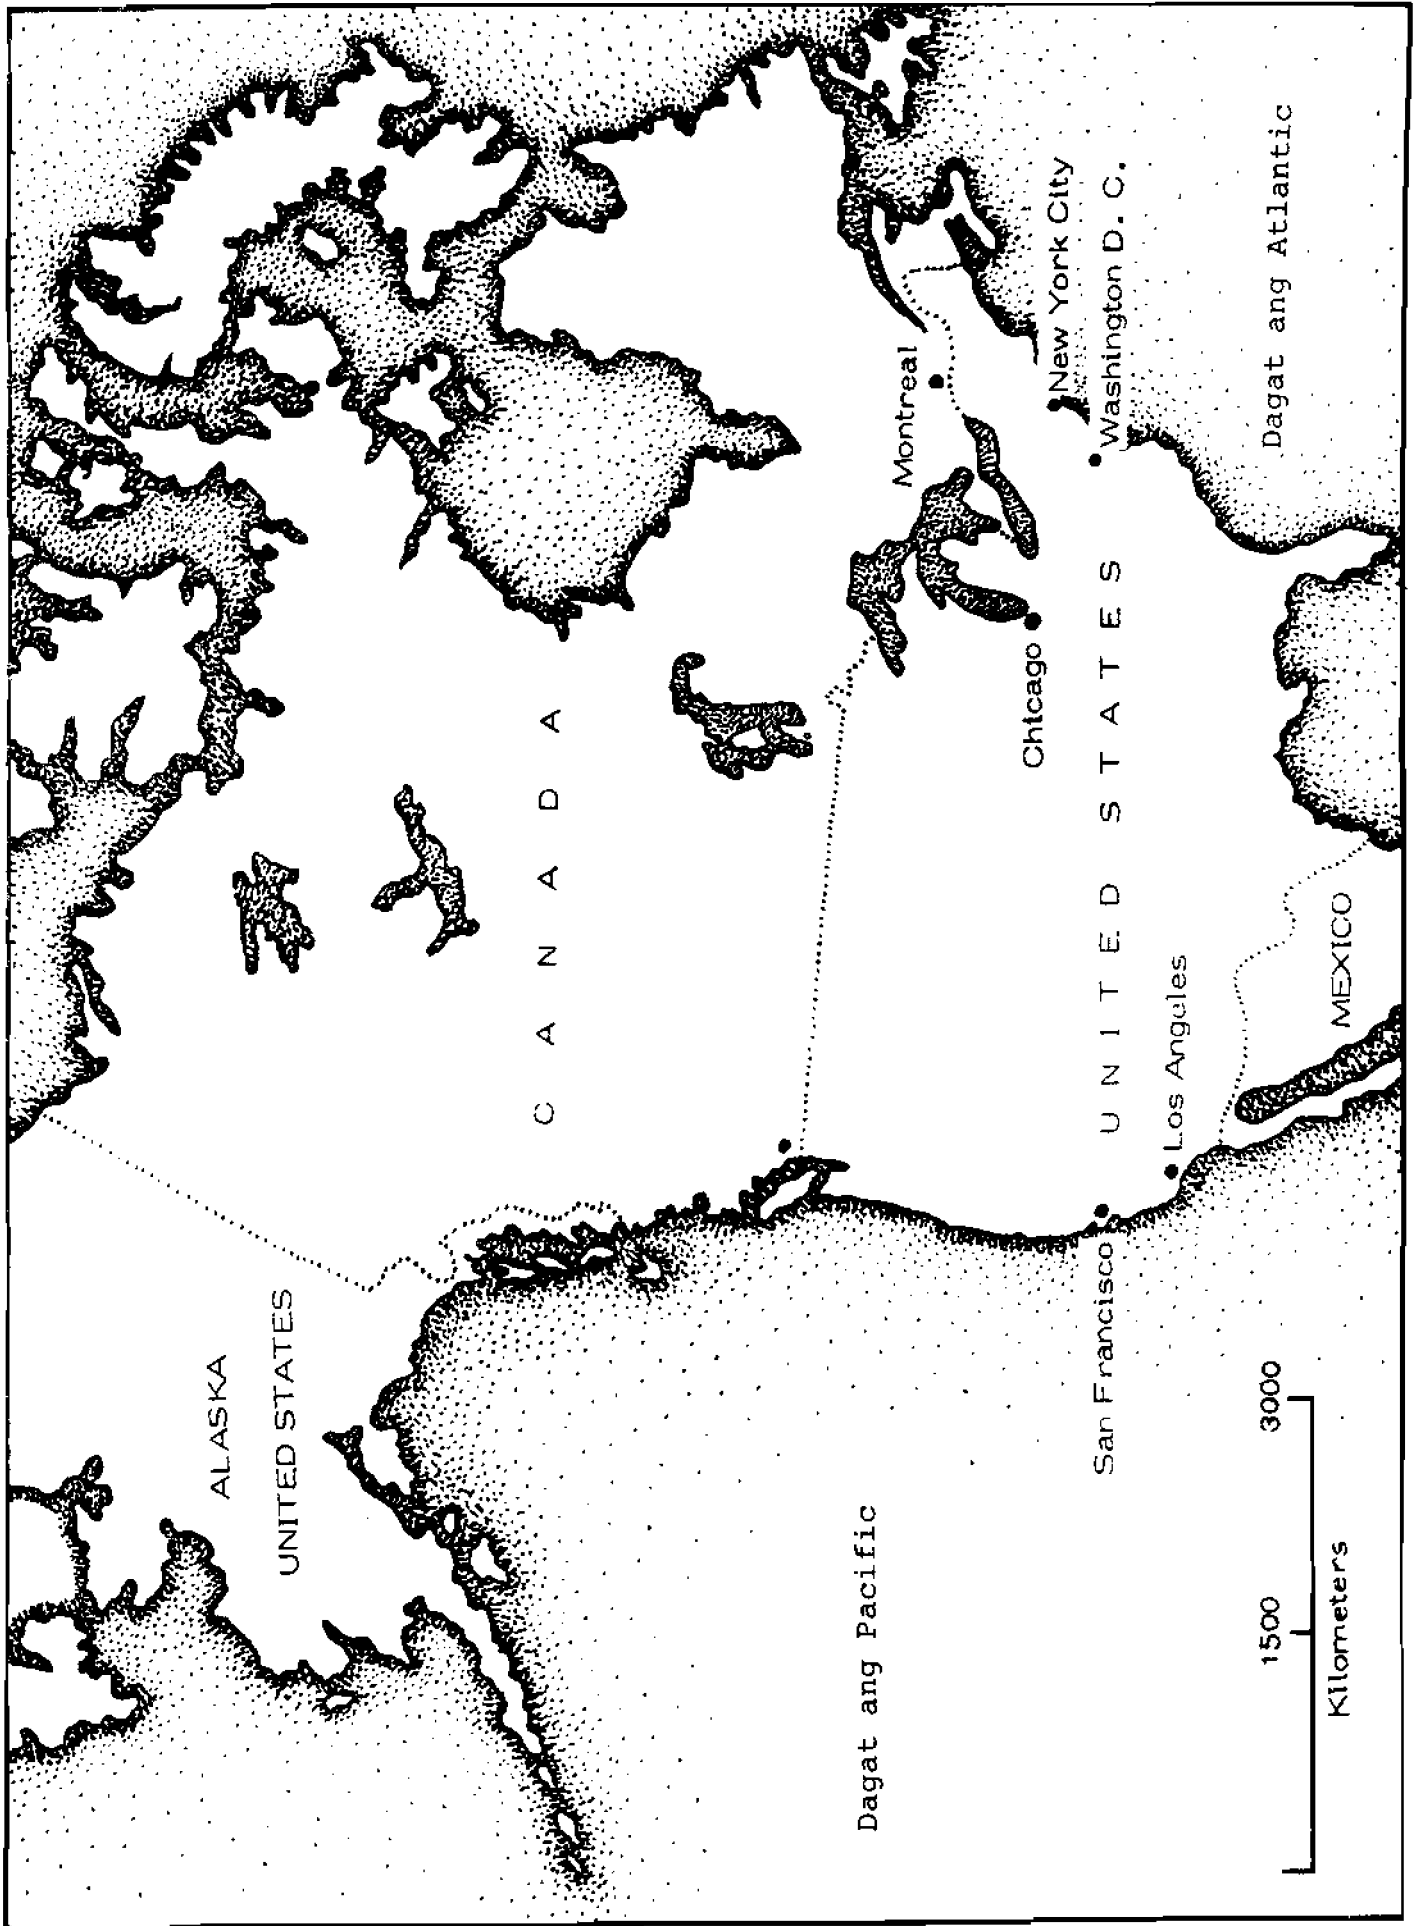 ALASKA
UNITED STATES
CANADA
Montreal
New York City
Washington D. C.
Chicago
UNITED STATES
San Francisco
Los Angules
MEXICO
Dagat ang Pacific
Dagat ang Atlantic
1500
3000
Kilometers